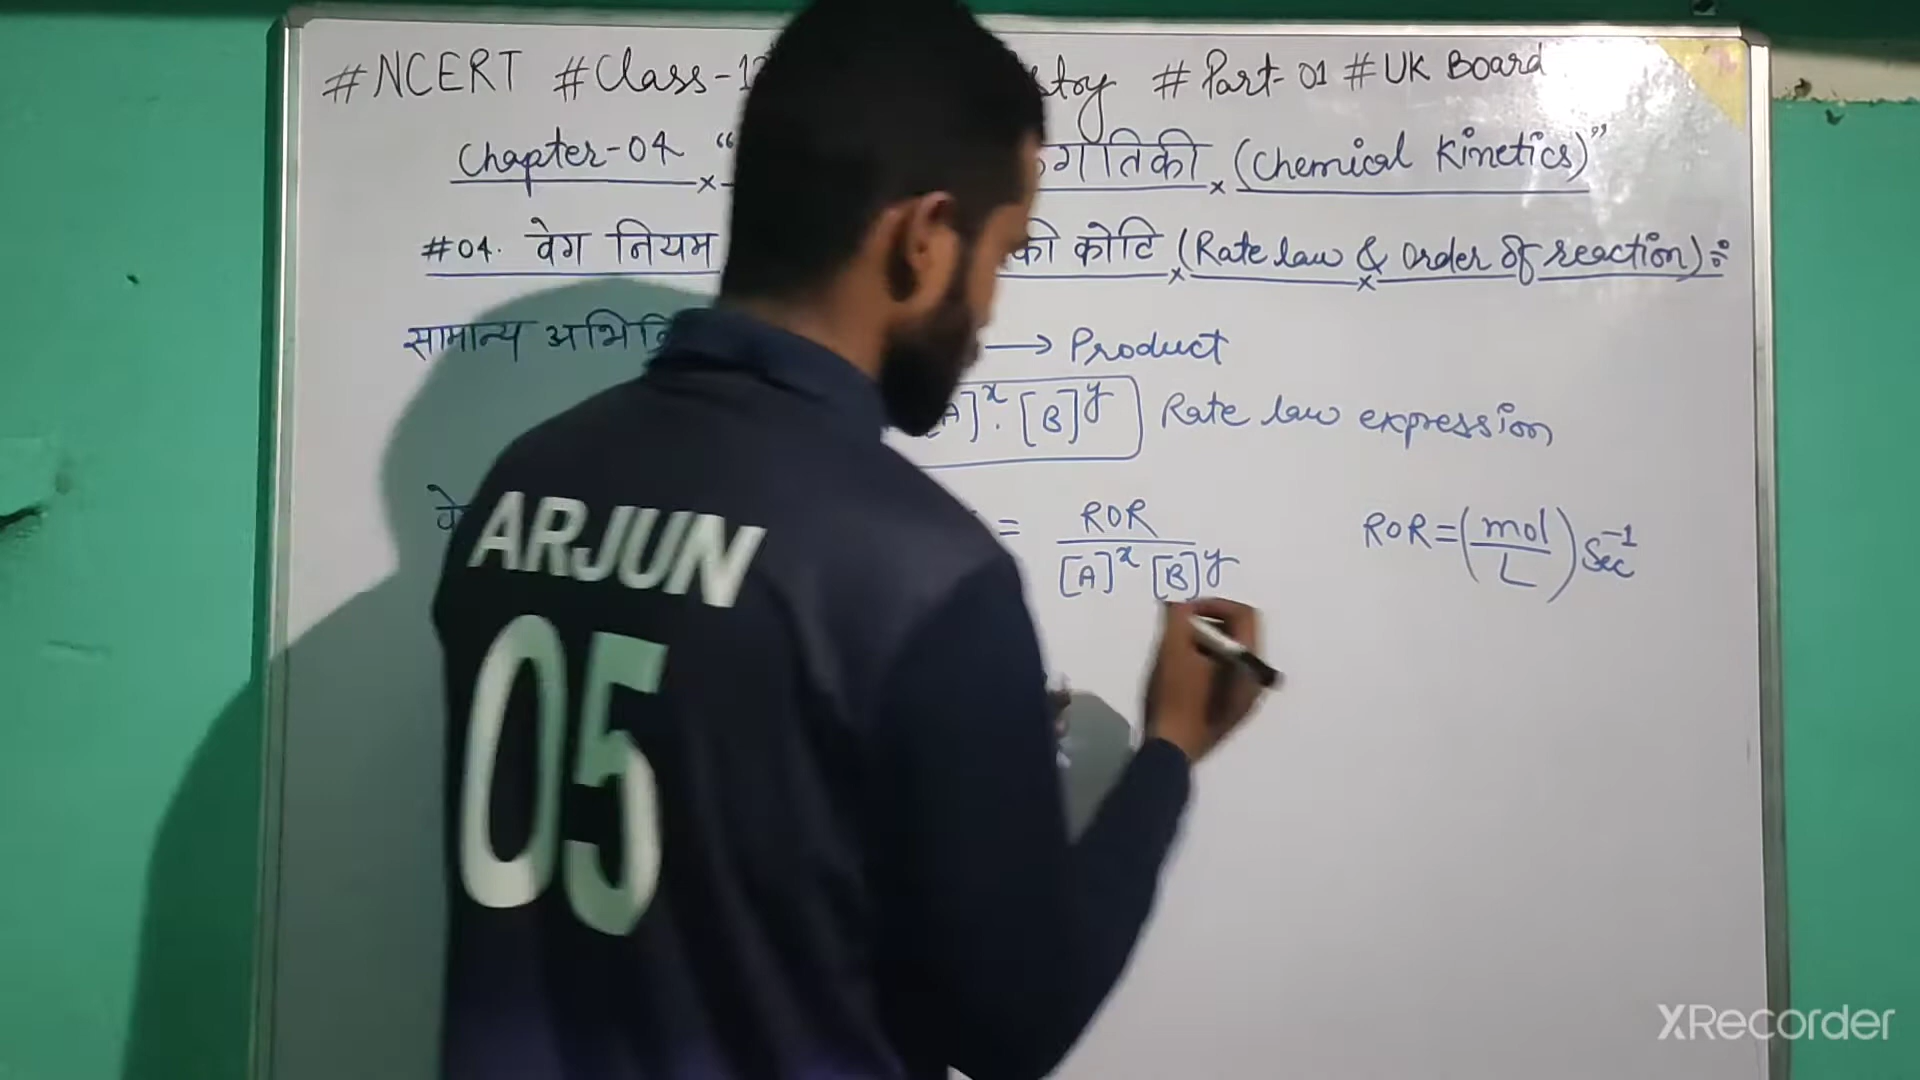 #NCERT #Class-1 stry #Part-01 #UK Board
Chapter-04 “ गतिकी (Chemical Kinetics)”
#04. वेग नियम की कोटि (Rate law & Order of reaction):
सामान्य अभि → Product
A]^x . [B]^y Rate law expression
वे = ROR / [A]^x [B]^y ROR = (mol / L) Sec^-1
ARJUN
05
XRecorder